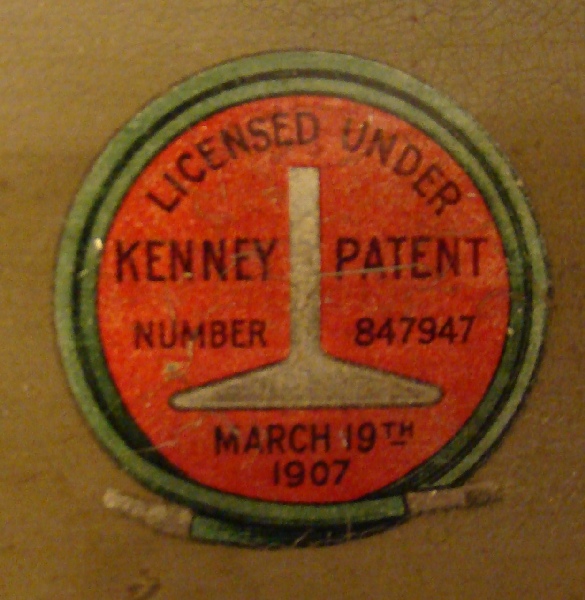 LICENSED UNDER
KENNEY PATENT
NUMBER 847947
MARCH 19TH
1907